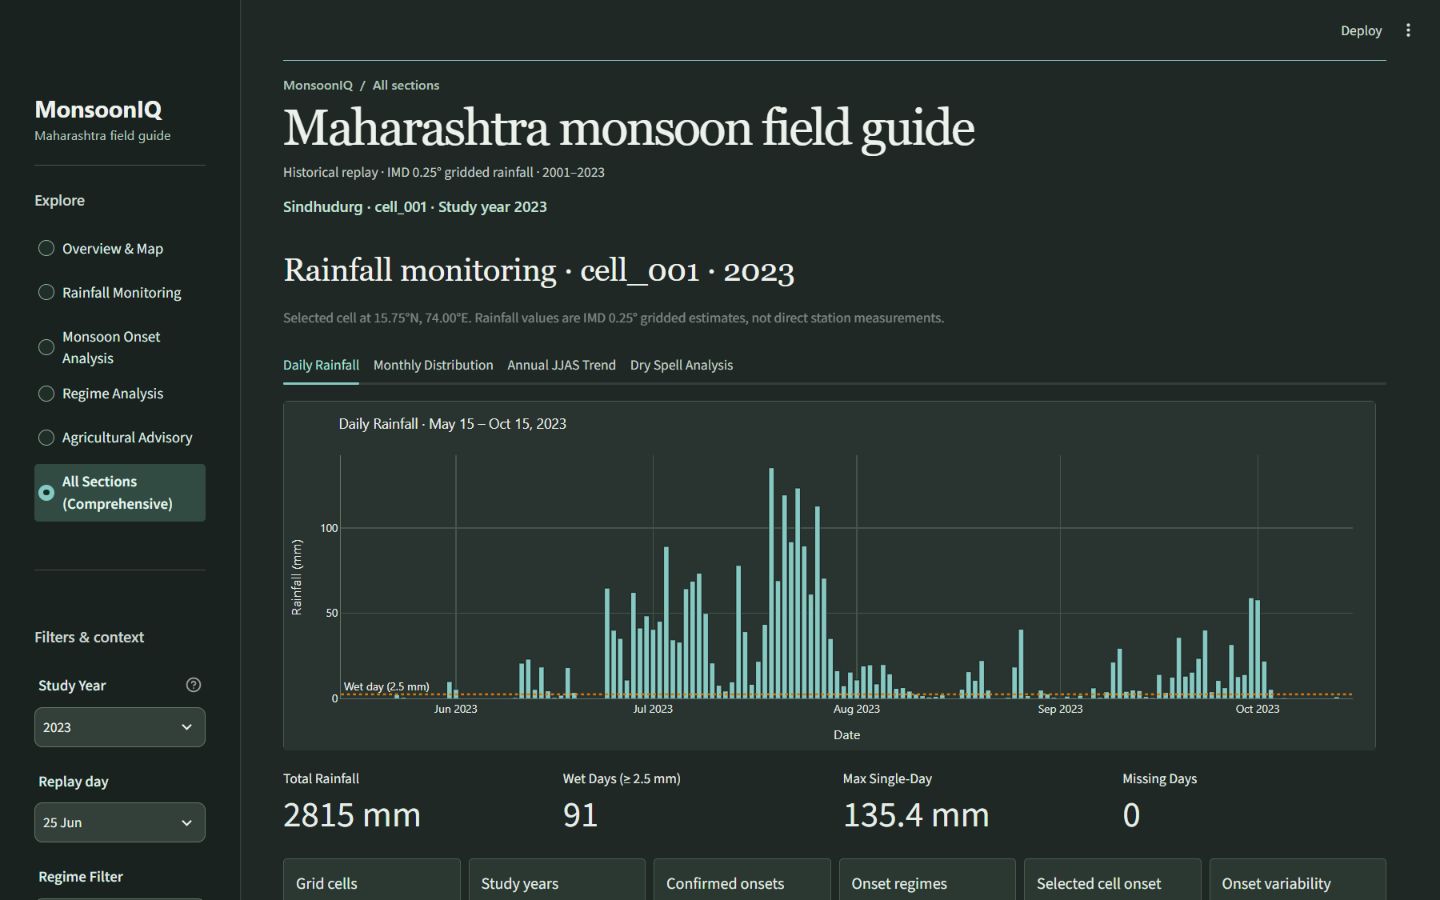 Deploy
MonsoonIQ
Maharashtra field guide
Explore
Overview & Map
Rainfall Monitoring
Monsoon Onset
Analysis
Regime Analysis
Agricultural Advisory
All Sections
(Comprehensive)
Filters & context
Study Year
2023
Replay day
25 Jun
Regime Filter
MonsoonIQ / All sections
Maharashtra monsoon field guide
Historical replay · IMD 0.25° gridded rainfall · 2001–2023
Sindhudurg · cell_001 · Study year 2023
Rainfall monitoring · cell_001 · 2023
Selected cell at 15.75°N, 74.00°E. Rainfall values are IMD 0.25° gridded estimates, not direct station measurements.
Daily Rainfall Monthly Distribution Annual JJAS Trend Dry Spell Analysis
Daily Rainfall · May 15 – Oct 15, 2023
Rainfall (mm)
100
50
0
Wet day (2.5 mm)
Jun 2023 Jul 2023 Aug 2023 Sep 2023 Oct 2023
Date
Total Rainfall Wet Days (≥ 2.5 mm) Max Single-Day Missing Days
2815 mm 91 135.4 mm 0
Grid cells Study years Confirmed onsets Onset regimes Selected cell onset Onset variability